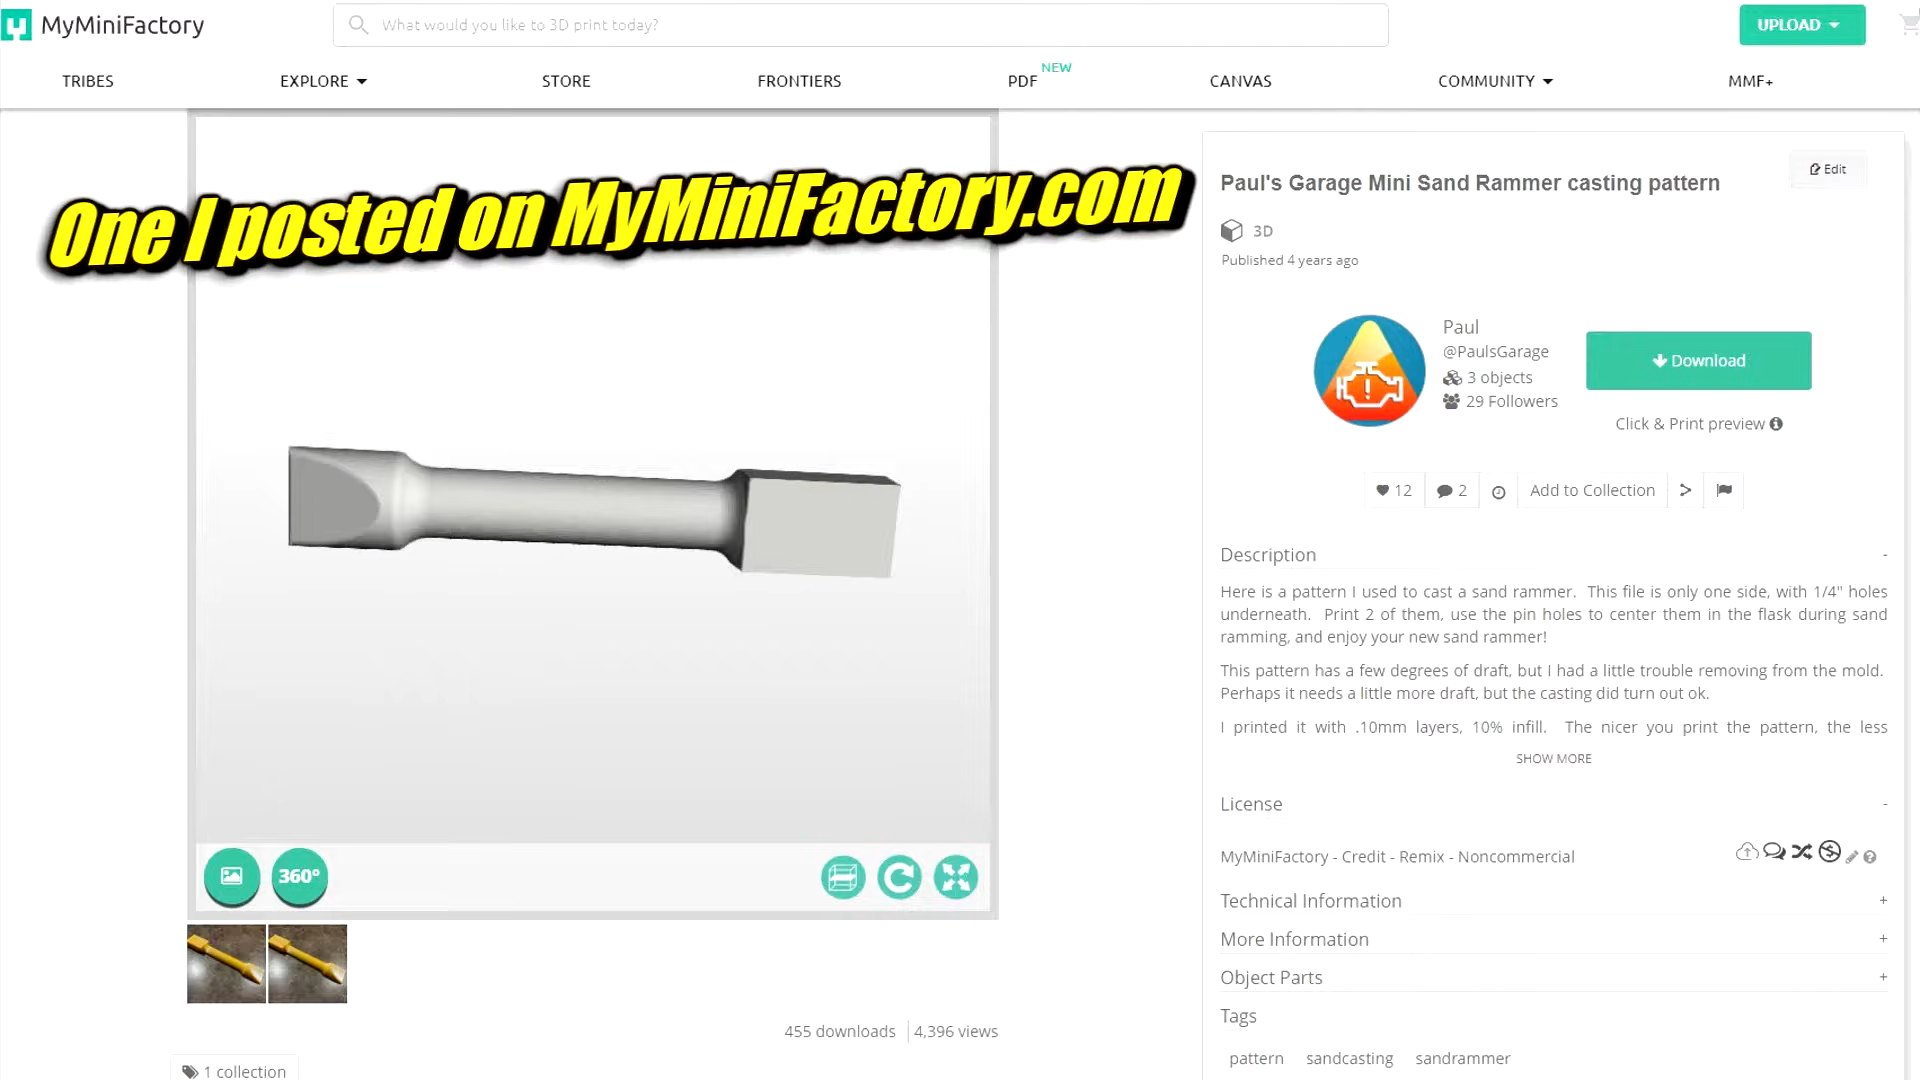 MyMiniFactory
What would you like to 3D print today?
UPLOAD
TRIBES
EXPLORE
STORE
FRONTIERS
PDF
NEW
CANVAS
COMMUNITY
MMF+
One I posted on MyMiniFactory.com
360°
455 downloads
4,396 views
1 collection
Paul's Garage Mini Sand Rammer casting pattern
Edit
3D
Published 4 years ago
Paul
@PaulsGarage
3 objects
29 Followers
Download
Click & Print preview
12
2
Add to Collection
Description
-
Here is a pattern I used to cast a sand rammer. This file is only one side, with 1/4" holes
underneath. Print 2 of them, use the pin holes to center them in the flask during sand
ramming, and enjoy your new sand rammer!
This pattern has a few degrees of draft, but I had a little trouble removing from the mold.
Perhaps it needs a little more draft, but the casting did turn out ok.
I printed it with .10mm layers, 10% infill. The nicer you print the pattern, the less
SHOW MORE
License
-
MyMiniFactory - Credit - Remix - Noncommercial
Technical Information
+
More Information
+
Object Parts
+
Tags
pattern sandcasting sandrammer